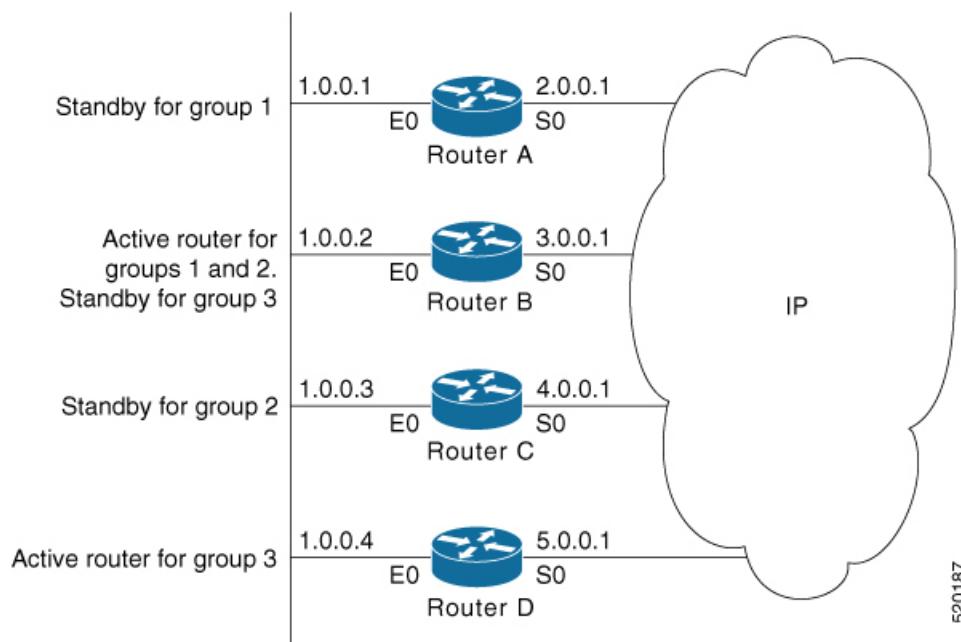 Standby for group 1
1.0.0.1
2.0.0.1
E0
S0
Router A
Active router for
groups 1 and 2.
Standby for group 3
1.0.0.2
3.0.0.1
E0
S0
Router B
IP
Standby for group 2
1.0.0.3
4.0.0.1
E0
S0
Router C
Active router for group 3
1.0.0.4
5.0.0.1
E0
S0
Router D
520187